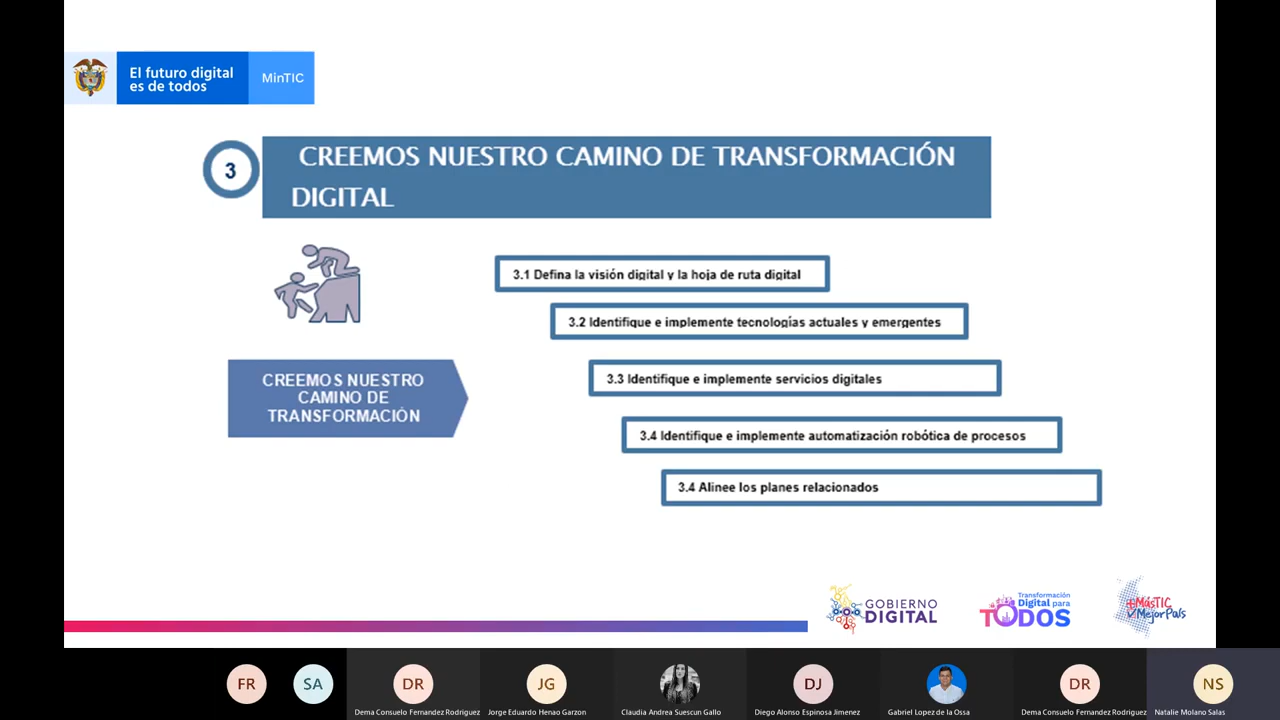 El futuro digital
es de todos
MinTIC
3
CREEMOS NUESTRO CAMINO DE TRANSFORMACIÓN
DIGITAL
3.1 Defina la visión digital y la hoja de ruta digital
3.2 Identifique e implemente tecnologías actuales y emergentes
3.3 Identifique e implemente servicios digitales
CREEMOS NUESTRO
CAMINO DE
TRANSFORMACIÓN
3.4 Identifique e implemente automatización robótica de procesos
3.4 Alinee los planes relacionados
GOBIERNO
DIGITAL
Transformación
Digital para
TODOS
+MásTIC
MejorPaís
FR
SA
DR
JG
DJ
DR
NS
Dema Consuelo Fernandez Rodriguez
Jorge Eduardo Henao Garzon
Claudia Andrea Suescun Gallo
Diego Alonso Espinosa Jimenez
Gabriel Lopez de la Ossa
Dema Consuelo Fernandez Rodriguez
Natalie Molano Salas